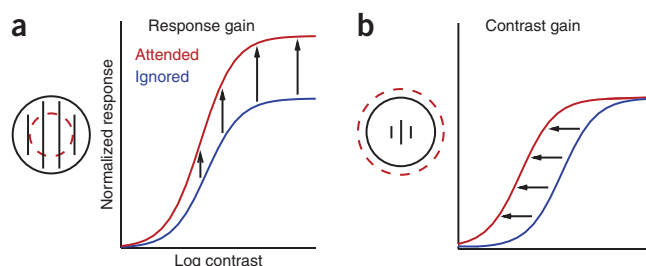 a
Response gain
Attended
Ignored
Normalized response
Log contrast
b
Contrast gain